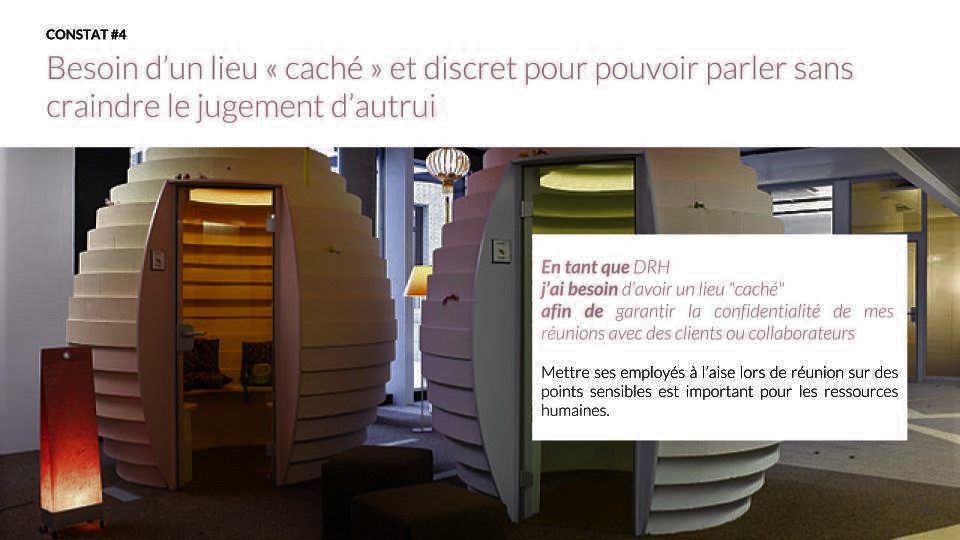 CONSTAT #4
Besoin d’un lieu « caché » et discret pour pouvoir parler sans
craindre le jugement d’autrui
En tant que DRH
j’ai besoin d’avoir un lieu "caché"
afin de garantir la confidentialité de mes
réunions avec des clients ou collaborateurs
Mettre ses employés à l’aise lors de réunion sur des
points sensibles est important pour les ressources
humaines.